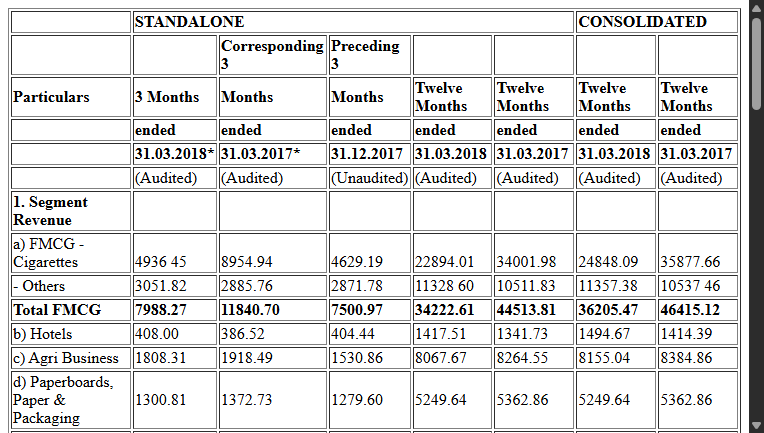 STANDALONE CONSOLIDATED
Corresponding Preceding
3 3
Particulars 3 Months Months Months Twelve Twelve Twelve Twelve
Months Months Months Months
ended ended ended ended ended ended ended
31.03.2018* 31.03.2017* 31.12.2017 31.03.2018 31.03.2017 31.03.2018 31.03.2017
(Audited) (Audited) (Unaudited) (Audited) (Audited) (Audited) (Audited)
1. Segment
Revenue
a) FMCG -
Cigarettes 4936 45 8954.94 4629.19 22894.01 34001.98 24848.09 35877.66
- Others 3051.82 2885.76 2871.78 11328 60 10511.83 11357.38 10537 46
Total FMCG 7988.27 11840.70 7500.97 34222.61 44513.81 36205.47 46415.12
b) Hotels 408.00 386.52 404.44 1417.51 1341.73 1494.67 1414.39
c) Agri Business 1808.31 1918.49 1530.86 8067.67 8264.55 8155.04 8384.86
d) Paperboards,
Paper & 1300.81 1372.73 1279.60 5249.64 5362.86 5249.64 5362.86
Packaging